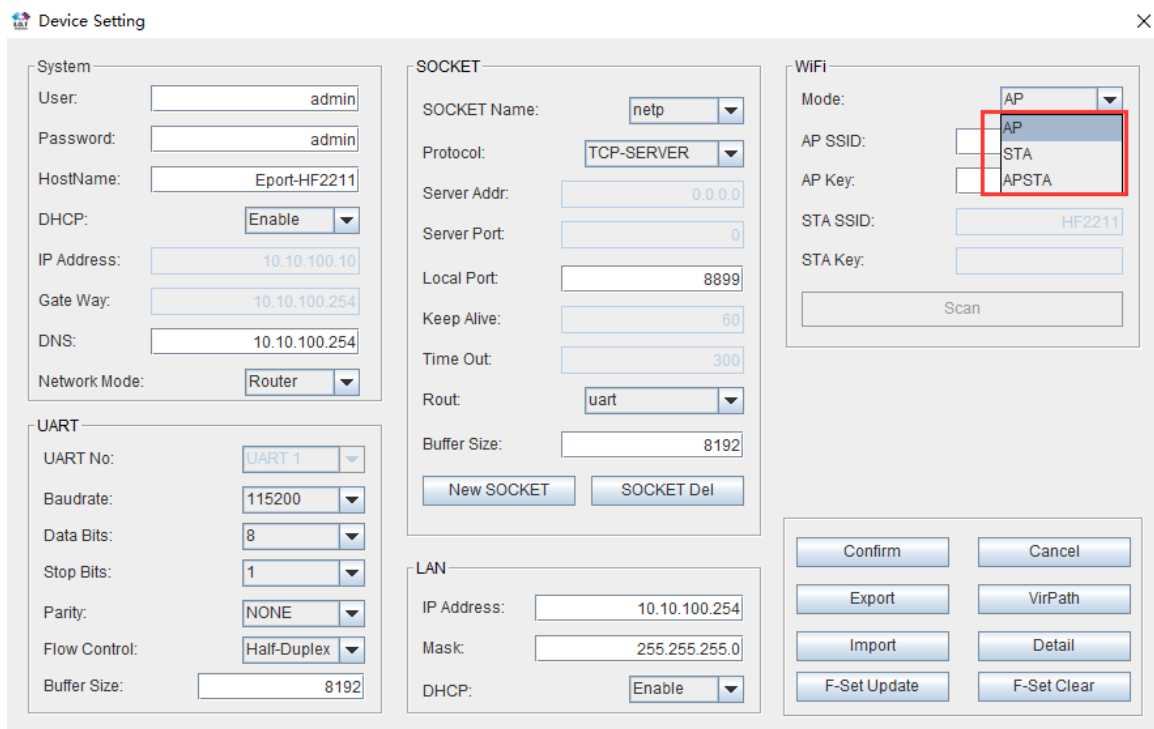 Device Setting
System
User: admin
Password: admin
HostName: Eport-HF2211
DHCP: Enable
IP Address: 10.10.100.10
Gate Way: 10.10.100.254
DNS: 10.10.100.254
Network Mode: Router
UART
UART No: UART 1
Baudrate: 115200
Data Bits: 8
Stop Bits: 1
Parity: NONE
Flow Control: Half-Duplex
Buffer Size: 8192
SOCKET
SOCKET Name: netp
Protocol: TCP-SERVER
Server Addr: 0.0.0.0
Server Port: 0
Local Port: 8899
Keep Alive: 60
Time Out: 300
Rout: uart
Buffer Size: 8192
New SOCKET SOCKET Del
LAN
IP Address: 10.10.100.254
Mask: 255.255.255.0
DHCP: Enable
WiFi
Mode: AP
AP
STA
APSTA
AP SSID:
AP Key:
STA SSID: HF2211
STA Key:
Scan
Confirm Cancel
Export VirPath
Import Detail
F-Set Update F-Set Clear